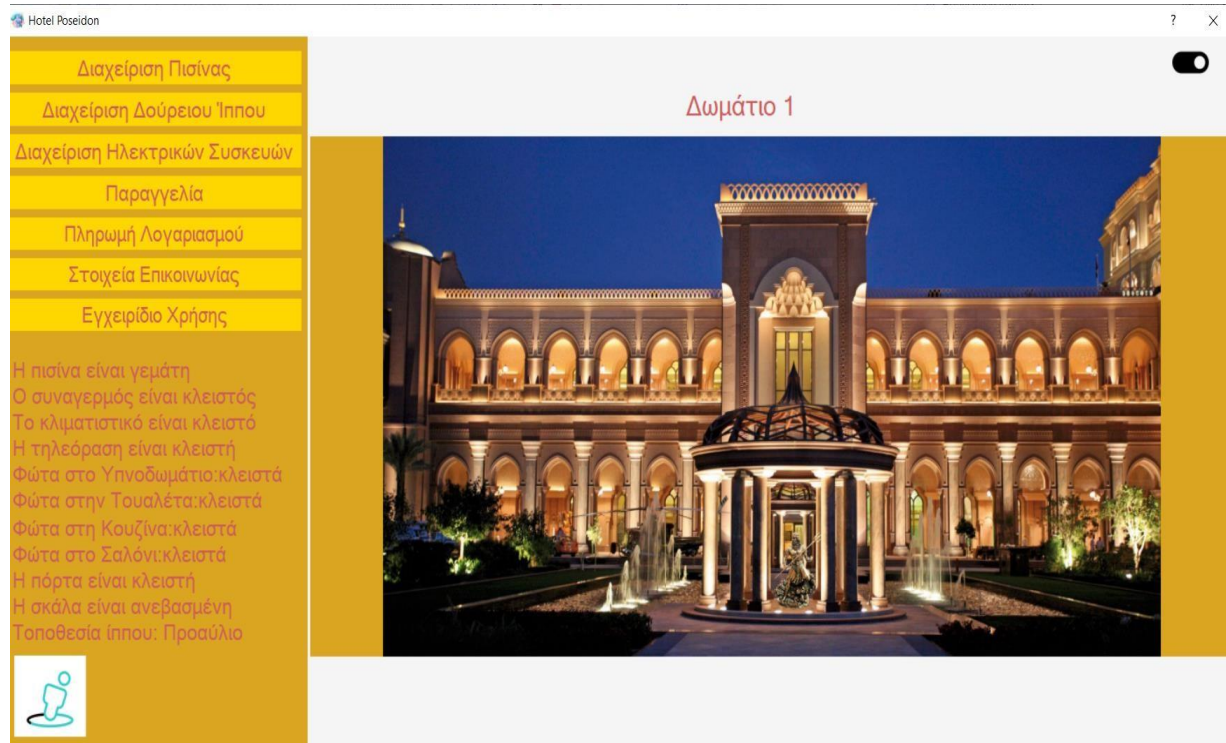 Hotel Poseidon
?
Διαχείριση Πισίνας
Διαχείριση Δούρειου Ίππου
Διαχείριση Ηλεκτρικών Συσκευών
Παραγγελία
Πληρωμή Λογαριασμού
Στοιχεία Επικοινωνίας
Εγχειρίδιο Χρήσης
Η πισίνα είναι γεμάτη
Ο συναγερμός είναι κλειστός
Το κλιματιστικό είναι κλειστό
Η τηλεόραση είναι κλειστή
Φώτα στο Υπνοδωμάτιο:κλειστά
Φώτα στην Τουαλέτα:κλειστά
Φώτα στη Κουζίνα:κλειστά
Φώτα στο Σαλόνι:κλειστά
Η πόρτα είναι κλειστή
Η σκάλα είναι ανεβασμένη
Τοποθεσία ίππου: Προαύλιο
Δωμάτιο 1